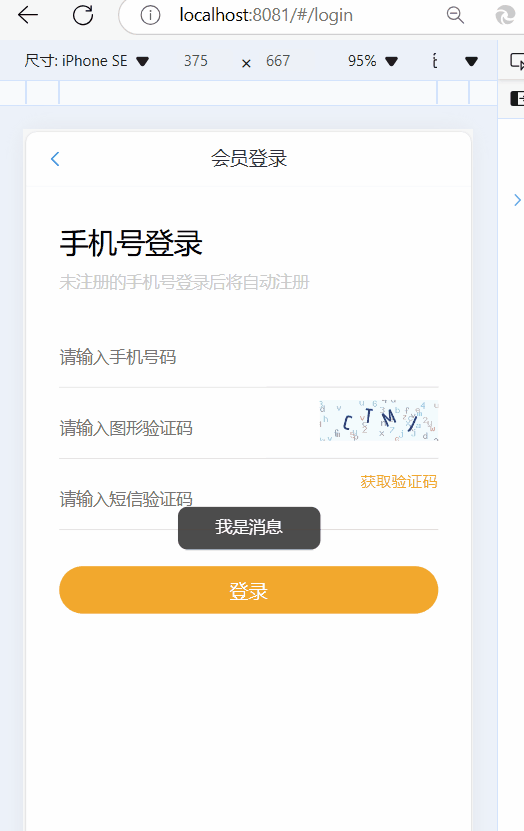 localhost:8081/#/login
尺寸: iPhone SE 375 × 667 95%
会员登录
手机号登录
未注册的手机号登录后将自动注册
请输入手机号码
请输入图形验证码
C T M y
请输入短信验证码 获取验证码
我是消息
登录